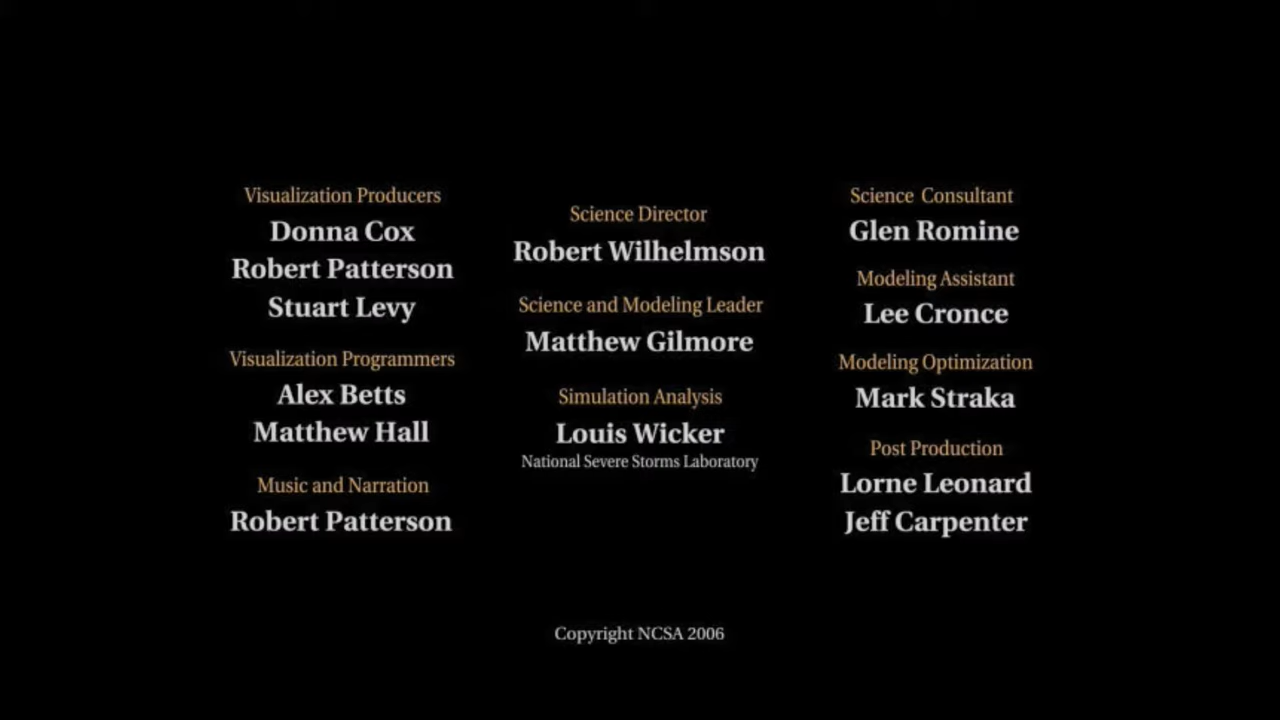 Visualization Producers
Donna Cox
Robert Patterson
Stuart Levy
Visualization Programmers
Alex Betts
Matthew Hall
Music and Narration
Robert Patterson
Science Director
Robert Wilhelmson
Science and Modeling Leader
Matthew Gilmore
Simulation Analysis
Louis Wicker
National Severe Storms Laboratory
Science Consultant
Glen Romine
Modeling Assistant
Lee Cronce
Modeling Optimization
Mark Straka
Post Production
Lorne Leonard
Jeff Carpenter
Copyright NCSA 2006